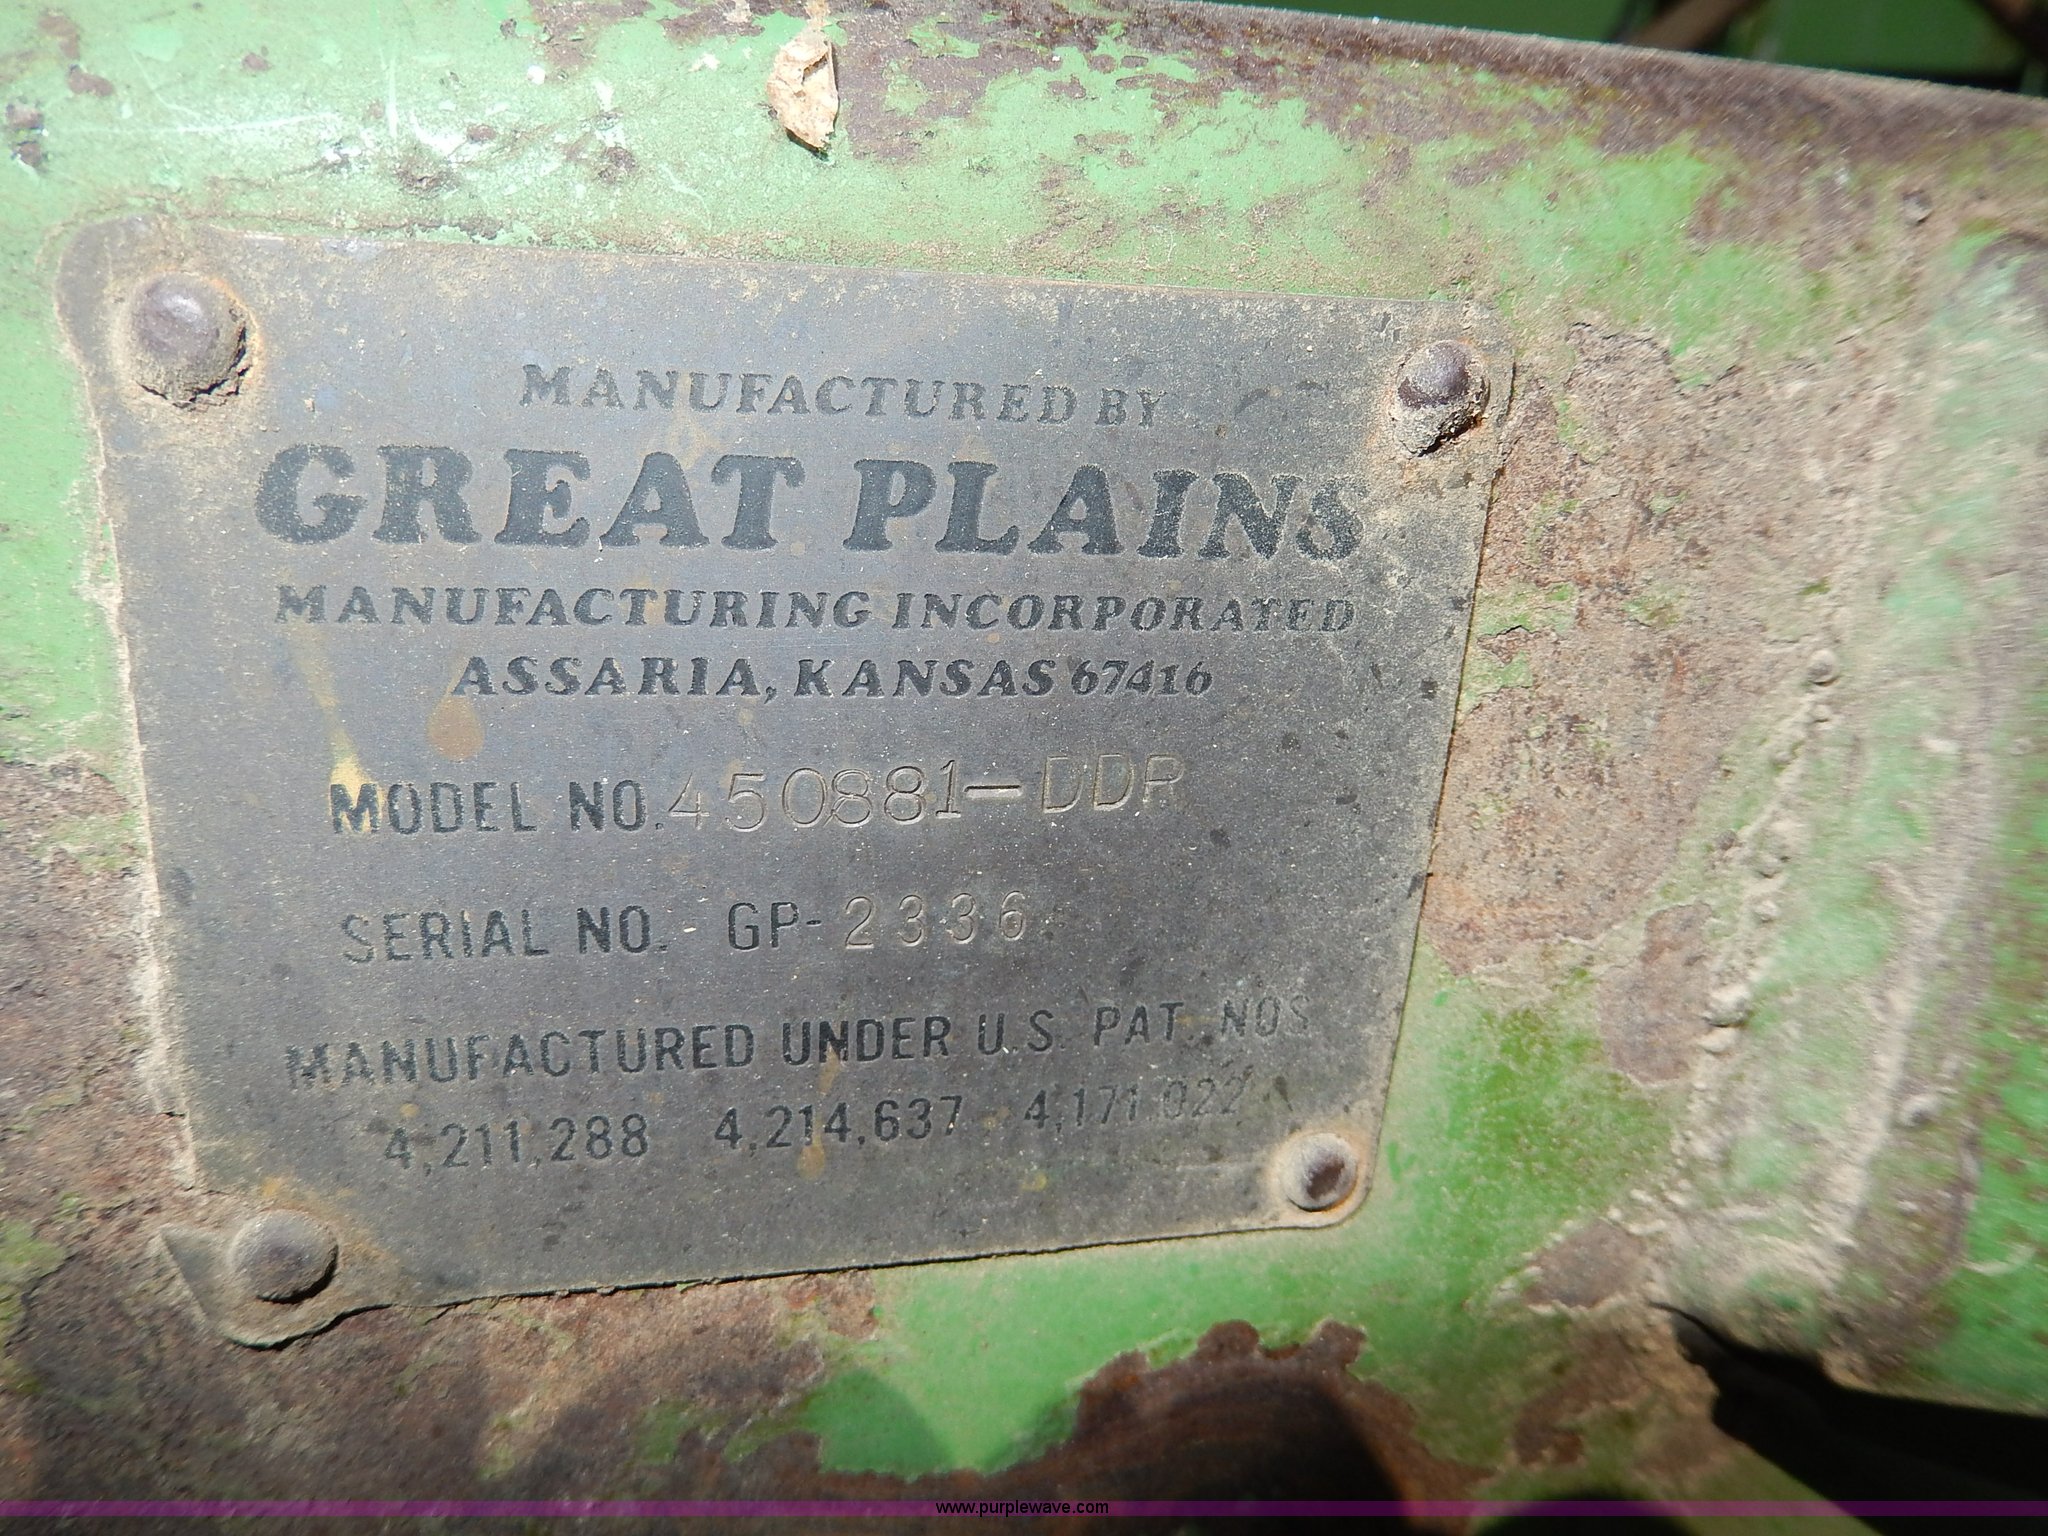 MANUFACTURED BY
GREAT PLAINS
MANUFACTURING INCORPORATED
ASSARIA, KANSAS 67416
MODEL NO. 450881-DDR
SERIAL NO. GP-2336
MANUFACTURED UNDER U.S. PAT. NOS
4,211,288 4,214,637 4,171,022
www.purplewave.com